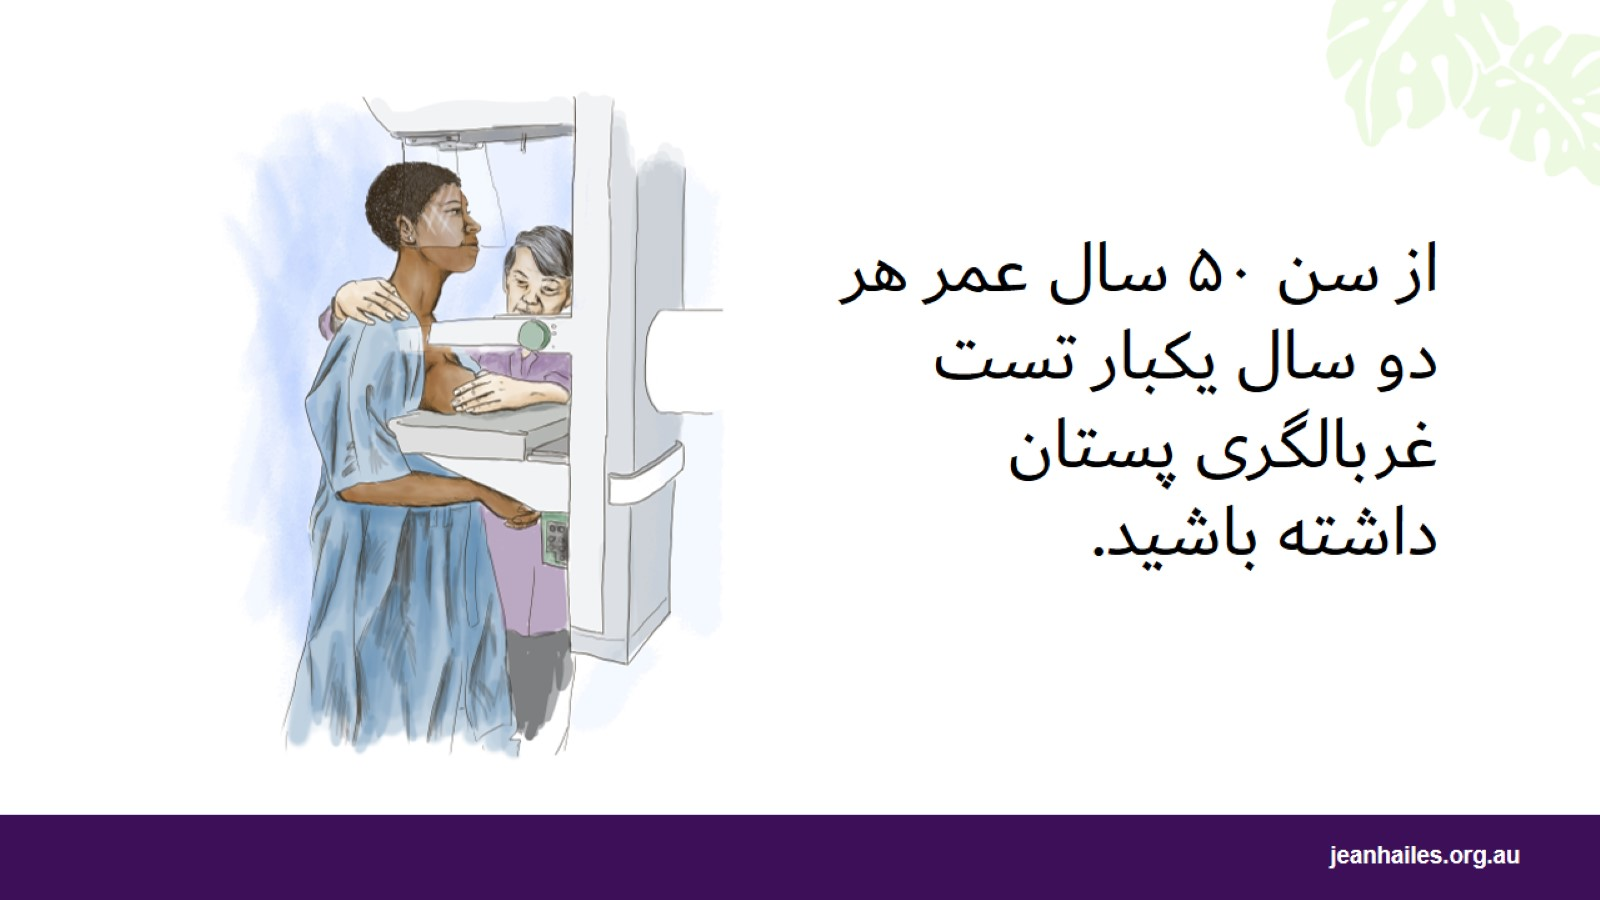 از سن ۵۰ سال عمر هر
دو سال یکبار تست
غربالگری پستان
داشته باشید.
jeanhailes.org.au